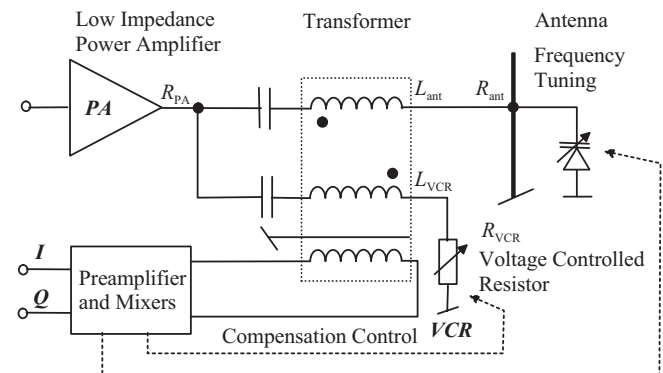 Low Impedance
Power Amplifier
Transformer
Antenna
Frequency
Tuning
PA
R_PA
L_ant
R_ant
L_VCR
R_VCR
Voltage Controlled
Resistor
VCR
I
Q
Preamplifier
and Mixers
Compensation Control